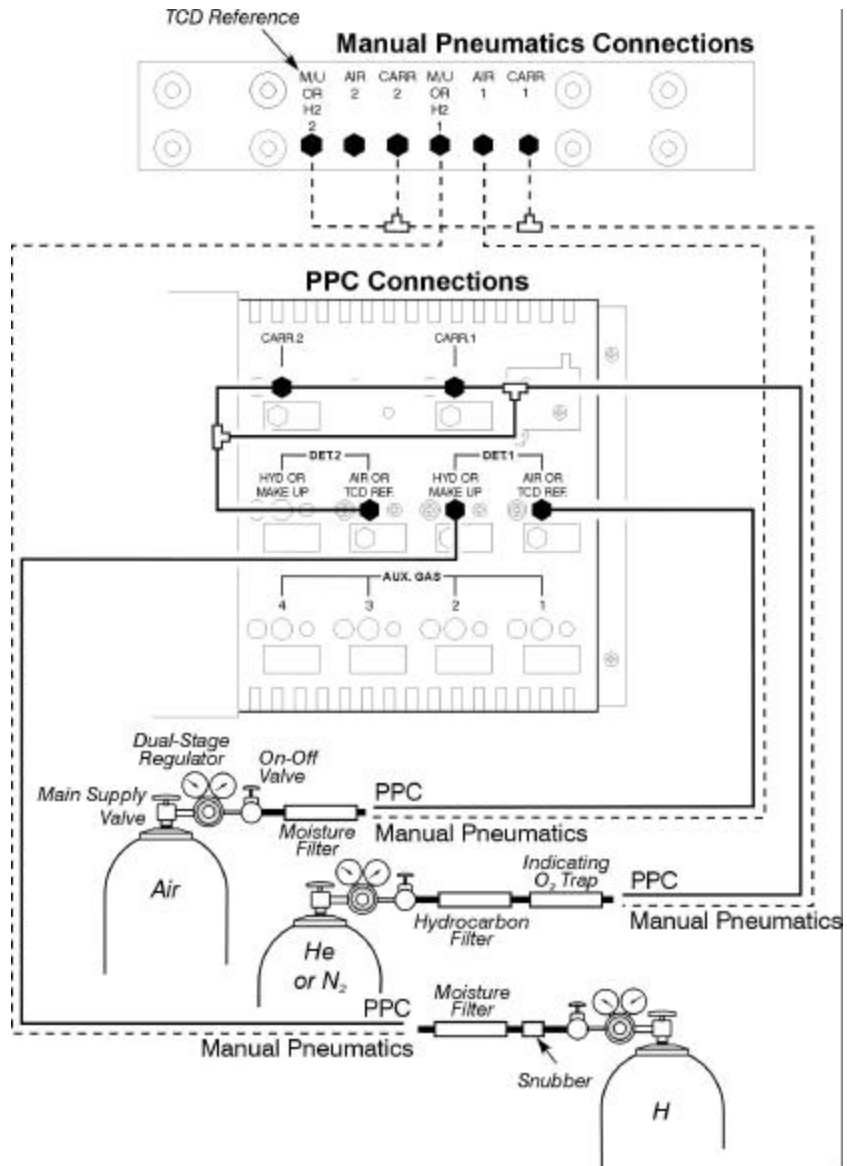 TCD Reference
Manual Pneumatics Connections
M/U OR H2 2
AIR 2
CARR 2
M/U OR H2 1
AIR 1
CARR 1
PPC Connections
CARR.2
CARR.1
DET.2
DET.1
HYD OR MAKE UP
AIR OR TCD REF.
HYD OR MAKE UP
AIR OR TCD REF.
AUX. GAS
4 3 2 1
Dual-Stage
Regulator
On-Off
Valve
Main Supply
Valve
PPC
Manual Pneumatics
Moisture
Filter
Air
Indicating
O₂ Trap
PPC
Manual Pneumatics
Hydrocarbon
Filter
He
or N₂
PPC
Manual Pneumatics
Moisture
Filter
Snubber
H